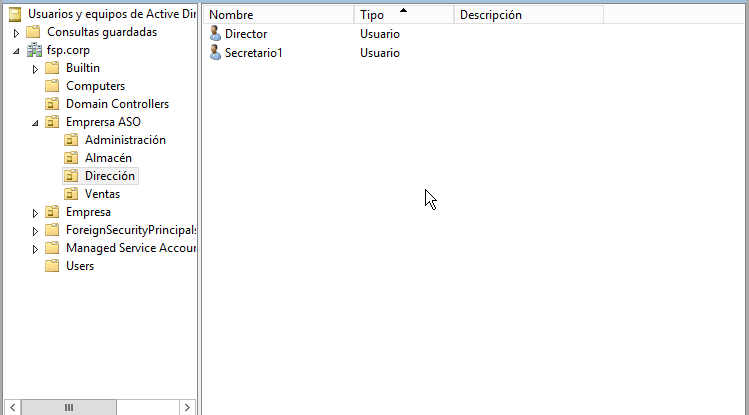 Usuarios y equipos de Active Dir
Consultas guardadas
fsp.corp
Builtin
Computers
Domain Controllers
Emprersa ASO
Administración
Almacén
Dirección
Ventas
Empresa
ForeignSecurityPrincipals
Managed Service Accour
Users
Nombre Tipo Descripción
Director Usuario
Secretario1 Usuario